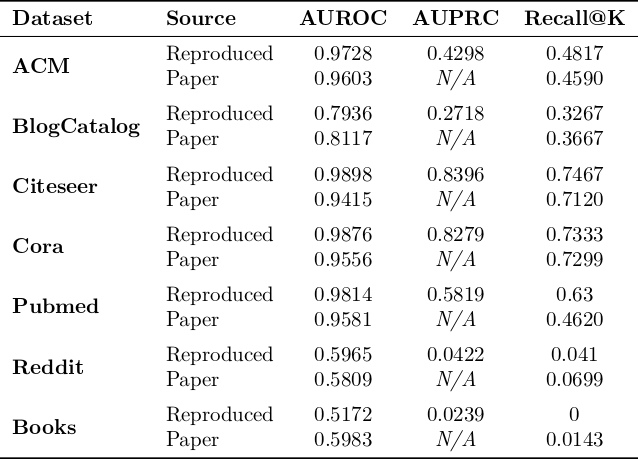 Dataset Source AUROC AUPRC Recall@K
ACM Reproduced 0.9728 0.4298 0.4817
Paper 0.9603 N/A 0.4590
BlogCatalog Reproduced 0.7936 0.2718 0.3267
Paper 0.8117 N/A 0.3667
Citeseer Reproduced 0.9898 0.8396 0.7467
Paper 0.9415 N/A 0.7120
Cora Reproduced 0.9876 0.8279 0.7333
Paper 0.9556 N/A 0.7299
Pubmed Reproduced 0.9814 0.5819 0.63
Paper 0.9581 N/A 0.4620
Reddit Reproduced 0.5965 0.0422 0.041
Paper 0.5809 N/A 0.0699
Books Reproduced 0.5172 0.0239 0
Paper 0.5983 N/A 0.0143